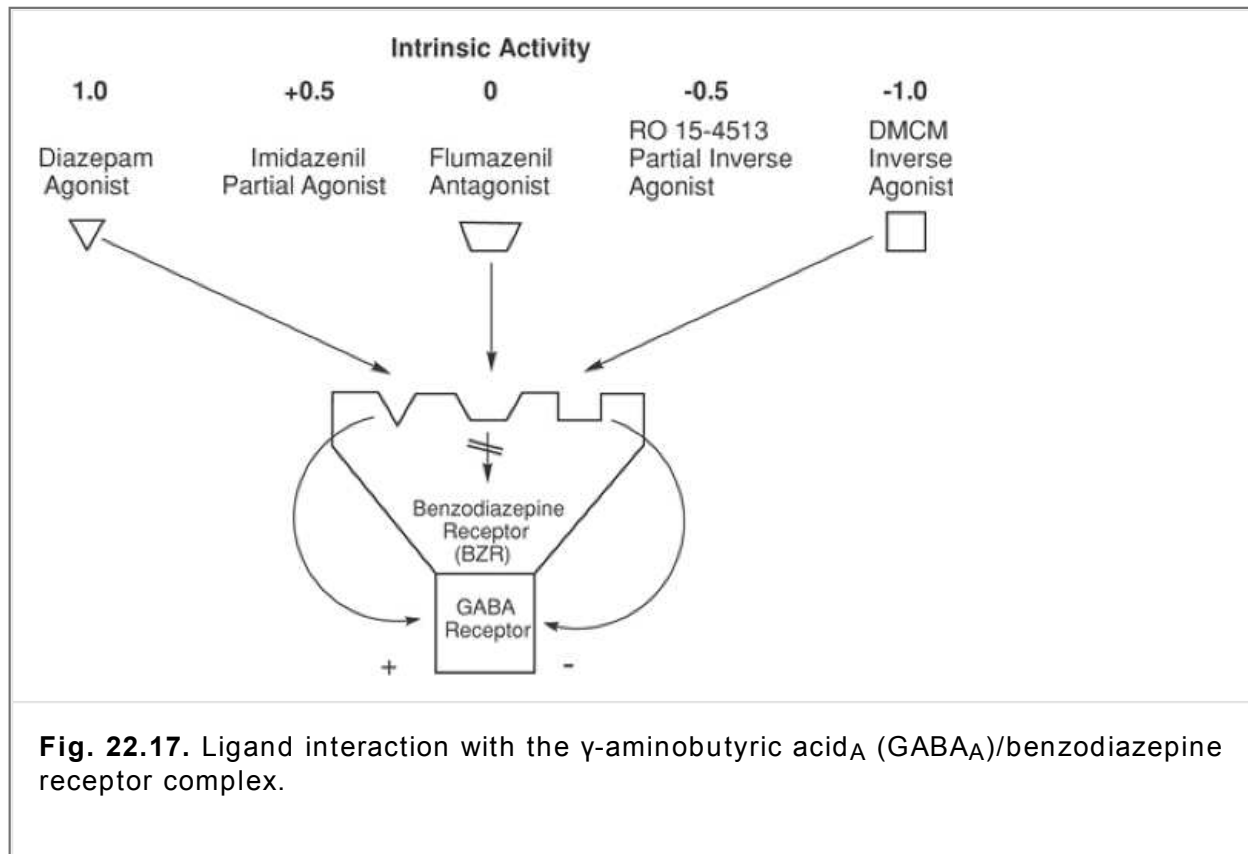 Intrinsic Activity
1.0 +0.5 0 -0.5 -1.0
Diazepam
Agonist
Imidazenil
Partial Agonist
Flumazenil
Antagonist
RO 15-4513
Partial Inverse
Agonist
DMCM
Inverse
Agonist
Benzodiazepine
Receptor
(BZR)
GABA
Receptor
+ -
Fig. 22.17. Ligand interaction with the γ-aminobutyric acidA (GABAA)/benzodiazepine
receptor complex.